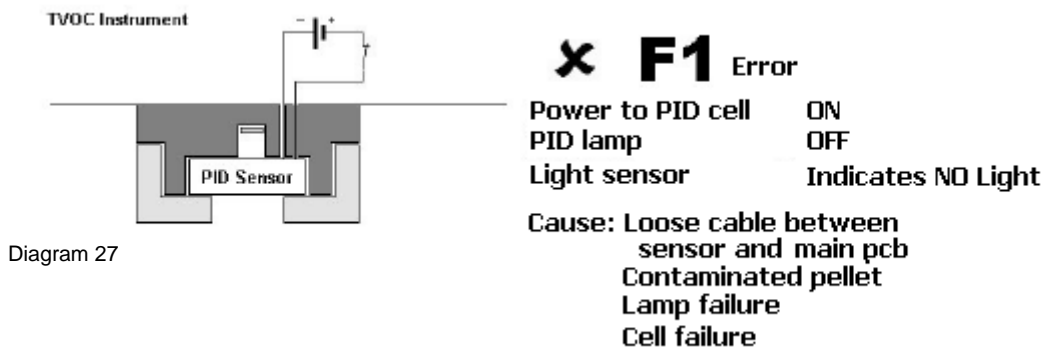 TVOC Instrument
- +
PID Sensor
Diagram 27
✗ F1 Error
Power to PID cell ON
PID lamp OFF
Light sensor Indicates NO Light
Cause: Loose cable between
sensor and main pcb
Contaminated pellet
Lamp failure
Cell failure